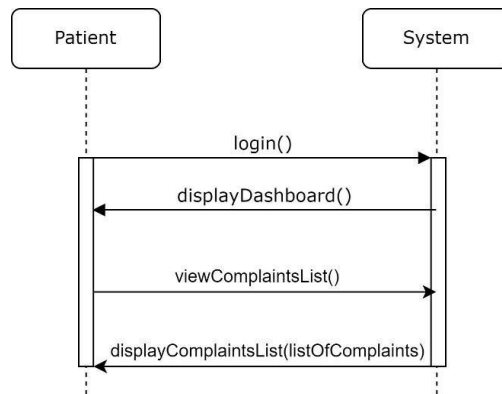 Patient
System
login()
displayDashboard()
viewComplaintsList()
displayComplaintsList(listOfComplaints)